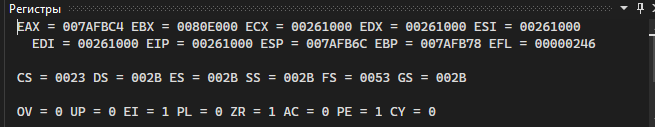 Регистры
EAX = 007AFBC4 EBX = 0080E000 ECX = 00261000 EDX = 00261000 ESI = 00261000
EDI = 00261000 EIP = 00261000 ESP = 007AFB6C EBP = 007AFB78 EFL = 00000246
CS = 0023 DS = 002B ES = 002B SS = 002B FS = 0053 GS = 002B
OV = 0 UP = 0 EI = 1 PL = 0 ZR = 1 AC = 0 PE = 1 CY = 0